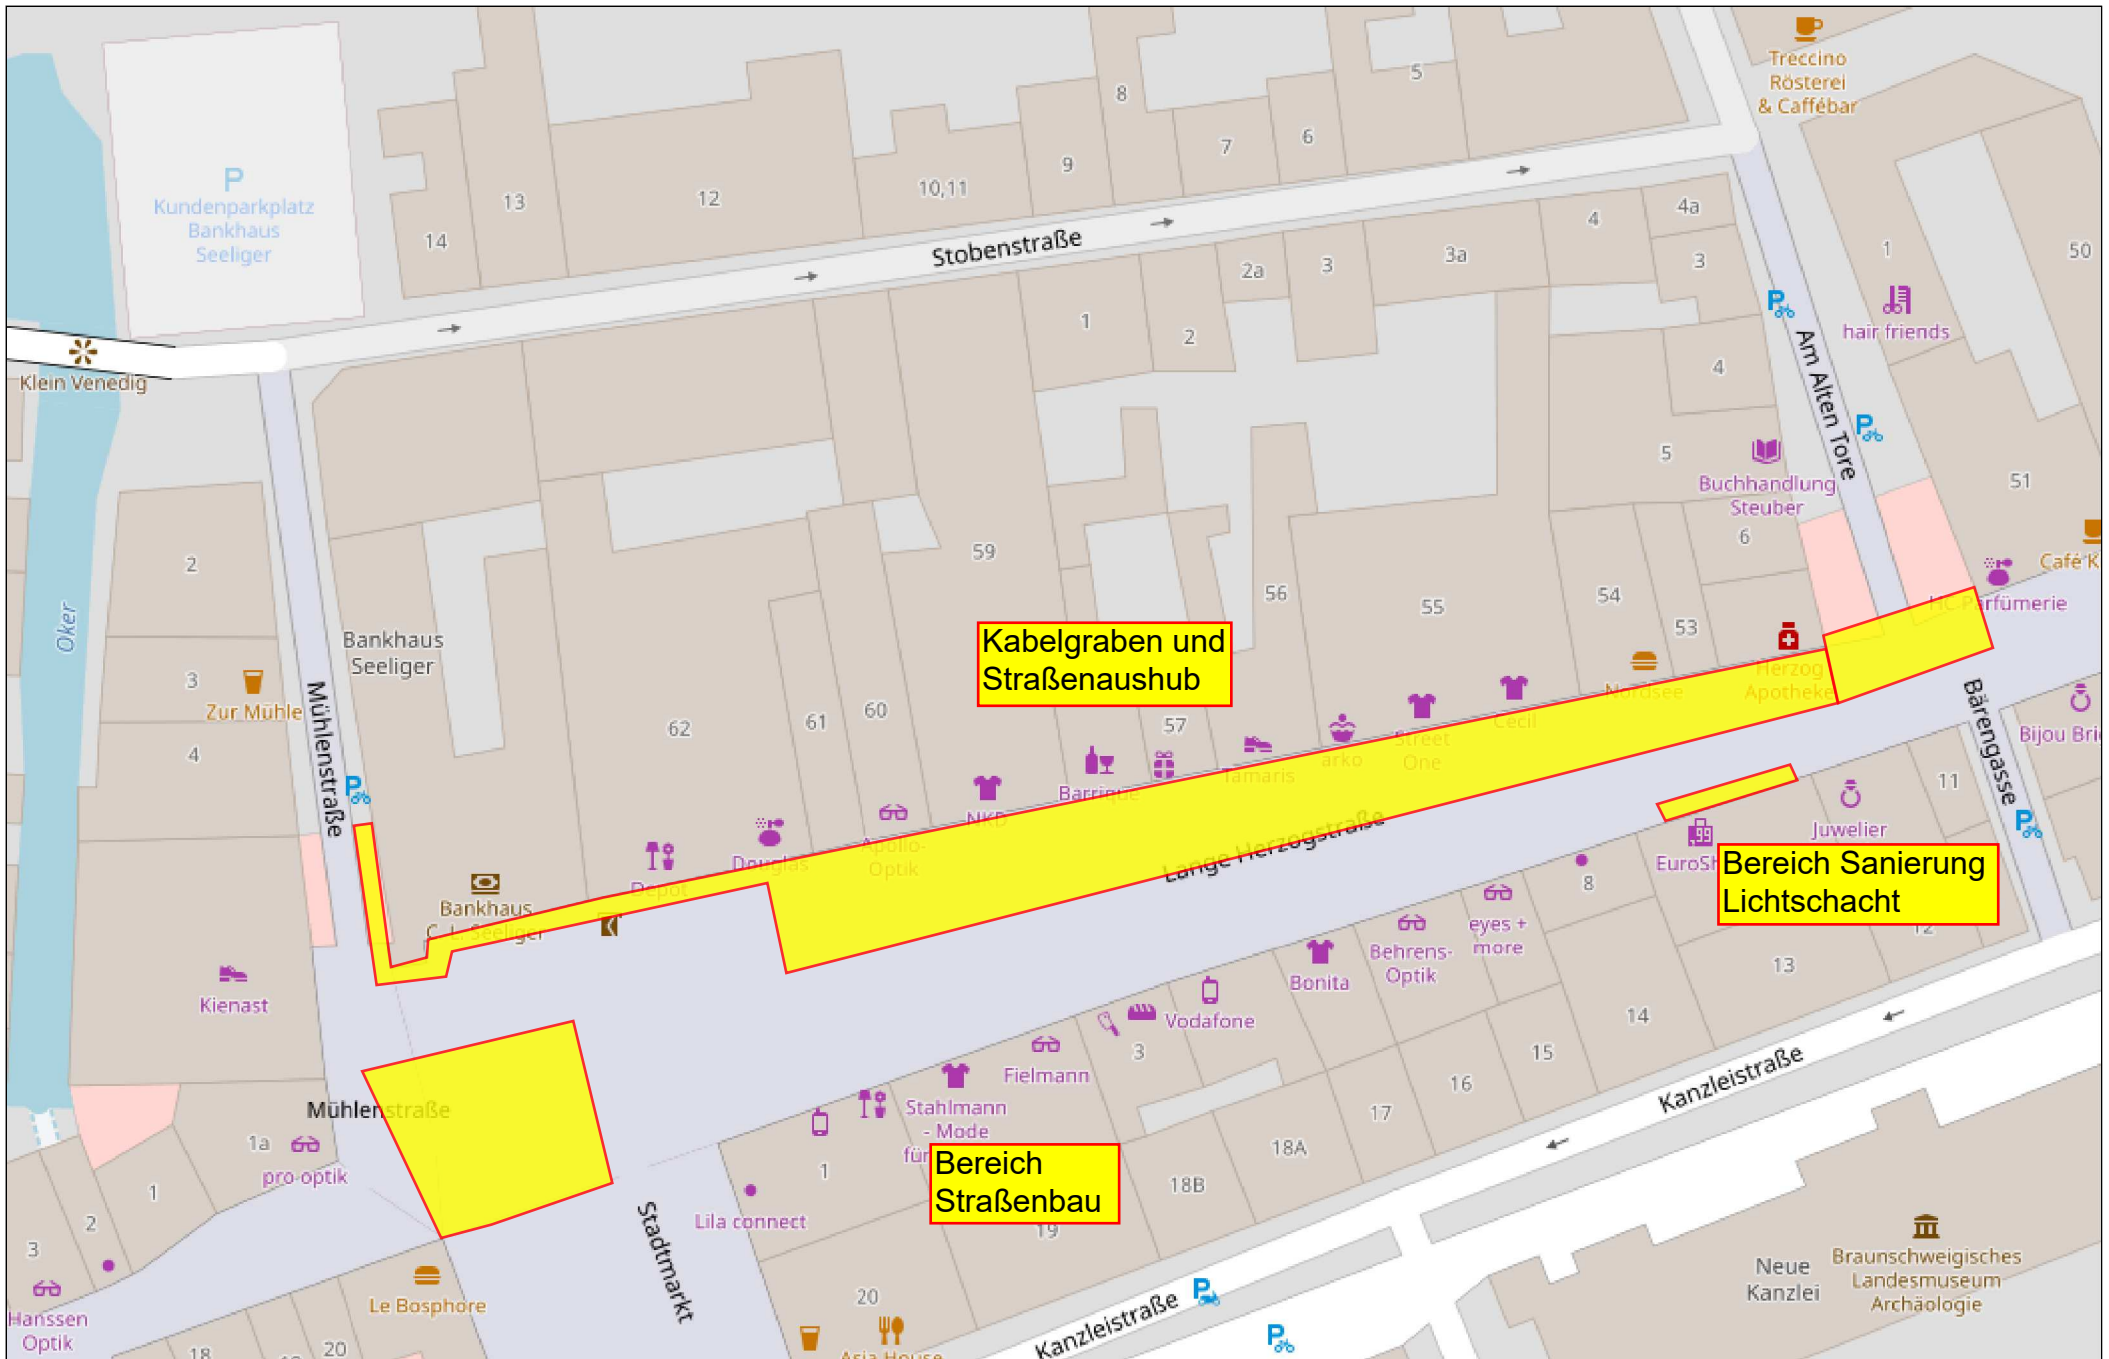 Treccino
Rösterei
& Caffébar
5
8
6
7
9
P
Kundenparkplatz
Bankhaus
Seeliger
13
12
10,11
14
4a
4
3
3a
3
2a
Stobenstraße
1
50
hair friends
1
2
Klein Venedig
Am Alten Tore
4
5
Buchhandlung
Steuber
51
6
Café K
2
59
56
55
54
53
HC Parfümerie
Oker
Bankhaus
Seeliger
Kabelgraben und
Straßenaushub
Herzog
Apotheke
Nordsee
3
Zur Mühle
Mühlenstraße
62
61
60
57
Cecil
Street
One
arko
Tamaris
Barrique
NKD
Bärengasse
Bijou Bri
4
11
Juwelier
Lange Herzogstraße
Apollo-
Optik
Douglas
Depot
EuroSh
Bereich Sanierung
Lichtschacht
8
12
Bankhaus
C. L. Seeliger
eyes +
more
Behrens-
Optik
Bonita
13
Kienast
Vodafone
14
3
15
Fielmann
16
Kanzleistraße
Mühlenstraße
Stahlmann
- Mode
für
17
1a
pro optik
18A
Bereich
Straßenbau
1
18B
1
2
Lila connect
19
3
Stadtmarkt
Neue
Kanzlei
Braunschweigisches
Landesmuseum
Archäologie
Le Bosphore
20
Kanzleistraße
Hanssen
Optik
18
20
Asia House